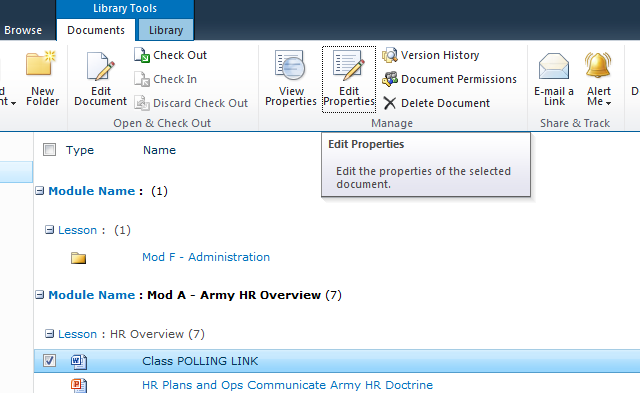 Library Tools
Browse
Documents
Library
New
Folder
Edit
Document
Check Out
Check In
Discard Check Out
Open & Check Out
View
Properties
Edit
Properties
Version History
Document Permissions
Delete Document
Manage
E-mail a
Link
Alert
Me
Share & Track
Edit Properties
Edit the properties of the selected
document.
Type Name
Module Name : (1)
Lesson : (1)
Mod F - Administration
Module Name : Mod A - Army HR Overview (7)
Lesson : HR Overview (7)
Class POLLING LINK
HR Plans and Ops Communicate Army HR Doctrine